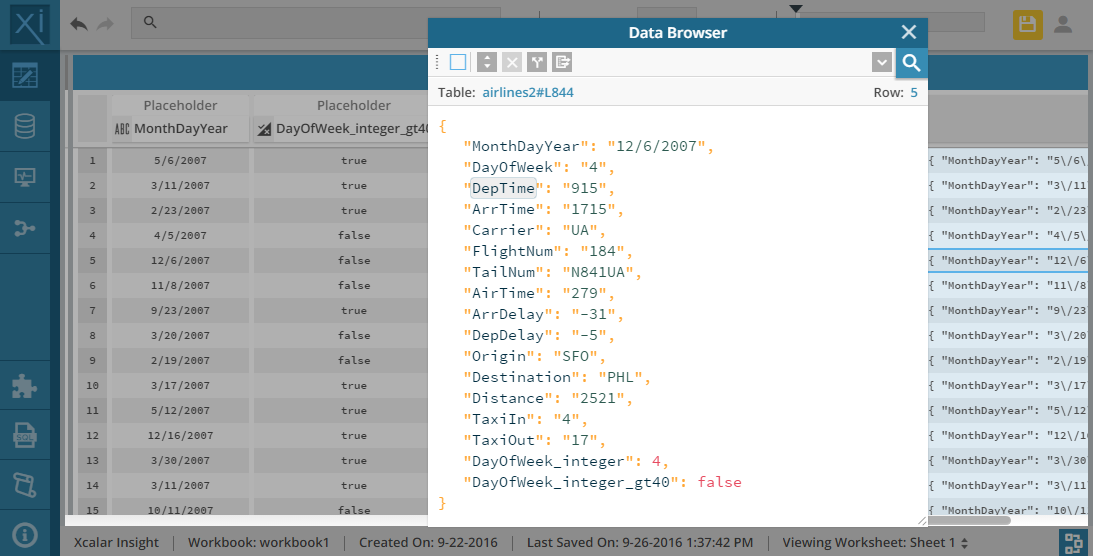 Xi
Data Browser
Table: airlines2#L844
Row: 5
Placeholder
Placeholder
ABC MonthDayYear
DayOfWeek_integer_gt40
{
"MonthDayYear": "12/6/2007",
"DayOfWeek": "4",
"DepTime": "915",
"ArrTime": "1715",
"Carrier": "UA",
"FlightNum": "184",
"TailNum": "N841UA",
"AirTime": "279",
"ArrDelay": "-31",
"DepDelay": "-5",
"Origin": "SFO",
"Destination": "PHL",
"Distance": "2521",
"TaxiIn": "4",
"TaxiOut": "17",
"DayOfWeek_integer": 4,
"DayOfWeek_integer_gt40": false
}
1 5/6/2007 true { "MonthDayYear": "5\/6\/
2 3/11/2007 true { "MonthDayYear": "3\/11
3 2/23/2007 true { "MonthDayYear": "2\/23
4 4/5/2007 false { "MonthDayYear": "4\/5\/
5 12/6/2007 false { "MonthDayYear": "12\/6
6 11/8/2007 false { "MonthDayYear": "11\/8
7 9/23/2007 true { "MonthDayYear": "9\/23
8 3/20/2007 false { "MonthDayYear": "3\/20
9 2/19/2007 false { "MonthDayYear": "2\/19
10 3/17/2007 true { "MonthDayYear": "3\/17
11 5/12/2007 true { "MonthDayYear": "5\/12
12 12/16/2007 true { "MonthDayYear": "12\/1
13 3/30/2007 true { "MonthDayYear": "3\/30
14 3/11/2007 true { "MonthDayYear": "3\/11
15 10/11/2007 false { "MonthDayYear": "10\/1
SQL
Xcalar Insight
Workbook: workbook1
Created On: 9-22-2016
Last Saved On: 9-26-2016 1:37:42 PM
Viewing Worksheet: Sheet 1